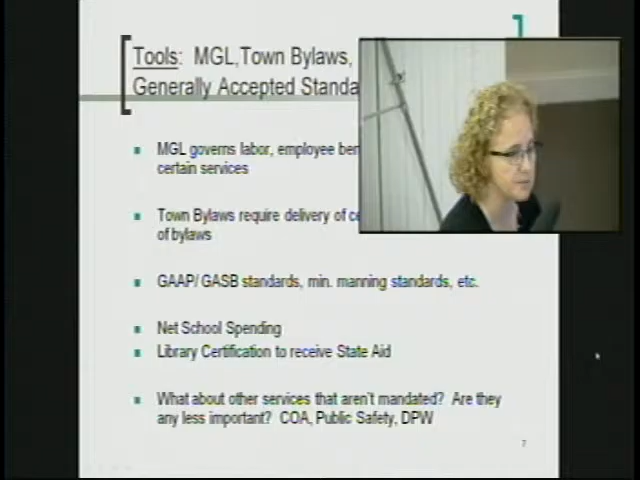 Tools: MGL,Town Bylaws,
Generally Accepted Standa
MGL governs labor, employee ben
certain services
Town Bylaws require delivery of ce
of bylaws
GAAP/ GASB standards, min. manning standards, etc.
Net School Spending
Library Certification to receive State Aid
What about other services that aren't mandated? Are they
any less important? COA, Public Safety, DPW
7